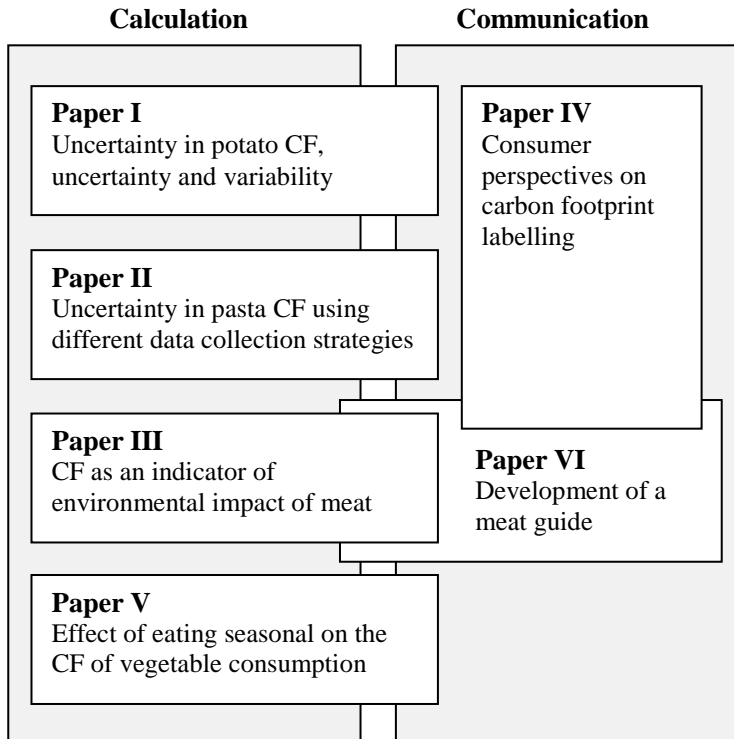 Calculation
Communication
Paper I
Uncertainty in potato CF,
uncertainty and variability
Paper II
Uncertainty in pasta CF using
different data collection strategies
Paper III
CF as an indicator of
environmental impact of meat
Paper V
Effect of eating seasonal on the
CF of vegetable consumption
Paper IV
Consumer
perspectives on
carbon footprint
labelling
Paper VI
Development of a
meat guide